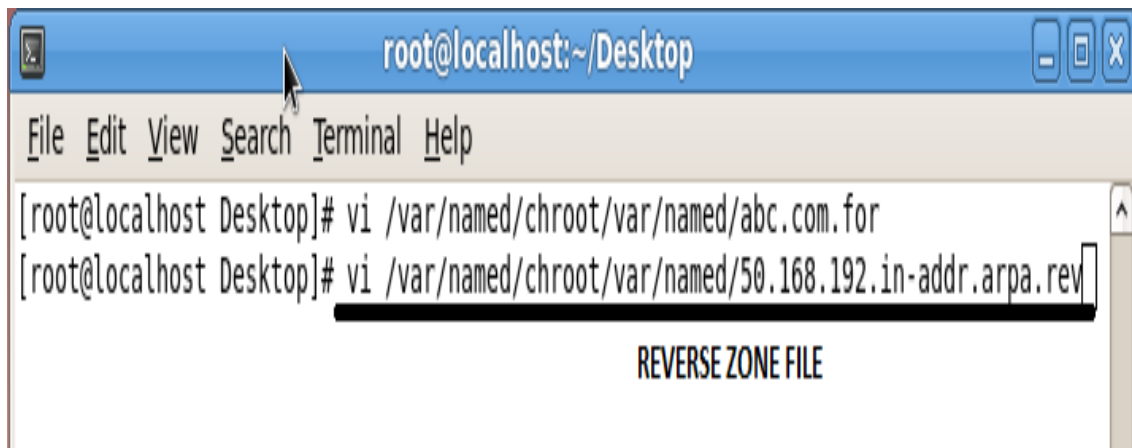 root@localhost:~/Desktop
File Edit View Search Terminal Help
[root@localhost Desktop]# vi /var/named/chroot/var/named/abc.com.for
[root@localhost Desktop]# vi /var/named/chroot/var/named/50.168.192.in-addr.arpa.rev
REVERSE ZONE FILE